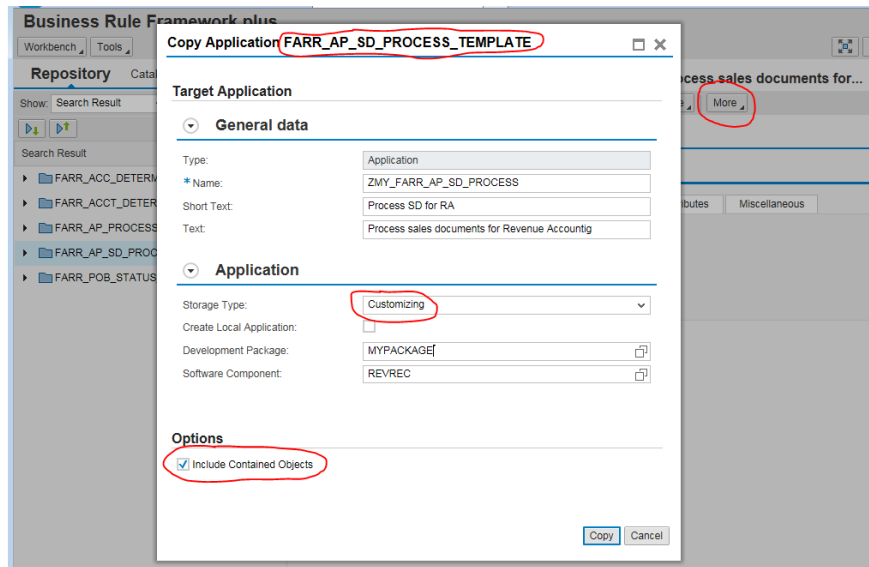 Business Rule Framework plus
Workbench Tools
Copy Application FARR_AP_SD_PROCESS_TEMPLATE
Repository Catal
ocess sales documents for...
Show: Search Result
More
Target Application
General data
Search Result
Type: Application
FARR_ACC_DETERM
* Name: ZMY_FARR_AP_SD_PROCESS
FARR_ACCT_DETER
Short Text: Process SD for RA
ibutes Miscellaneous
FARR_AP_PROCESS
Text: Process sales documents for Revenue Accountig
FARR_AP_SD_PROC
Application
FARR_POB_STATUS
Storage Type: Customizing
Create Local Application:
Development Package: MYPACKAGE
Software Component: REVREC
Options
Include Contained Objects
Copy Cancel